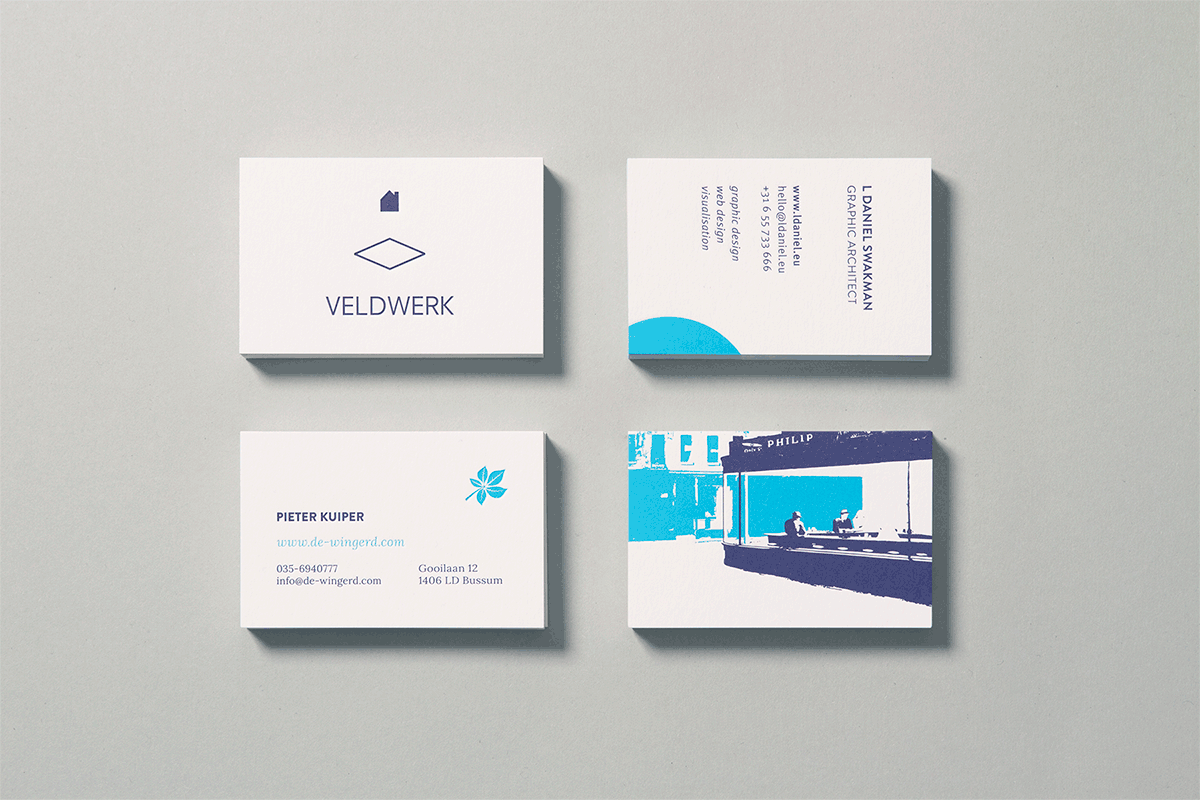 VELDWERK
L DANIEL SWAKMAN
GRAPHIC ARCHITECT
www.ldaniel.eu
hello@ldaniel.eu
+31 6 55 733 666
graphic design
web design
visualisation
PIETER KUIPER
www.de-wingerd.com
035-6940777
info@de-wingerd.com
Gooilaan 12
1406 LD Bussum
PHILIP